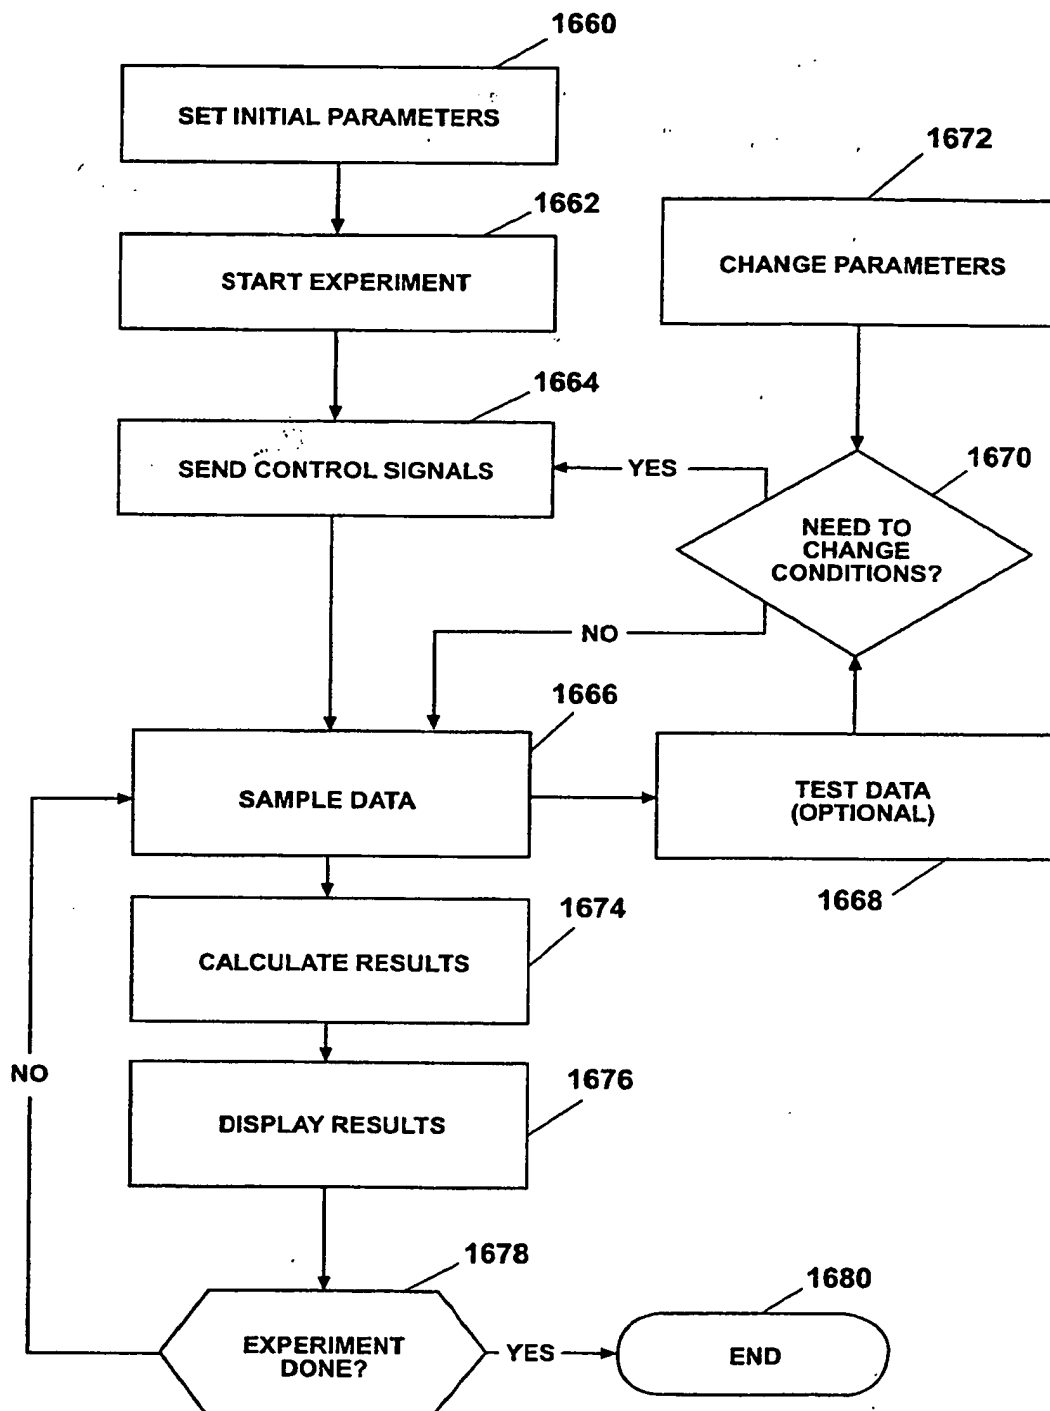 1660
SET INITIAL PARAMETERS
1672
1662
CHANGE PARAMETERS
START EXPERIMENT
1664
SEND CONTROL SIGNALS
YES
1670
NEED TO
CHANGE
CONDITIONS?
NO
1666
SAMPLE DATA
TEST DATA
(OPTIONAL)
1668
1674
CALCULATE RESULTS
NO
1676
DISPLAY RESULTS
1678
1680
EXPERIMENT
DONE?
YES
END